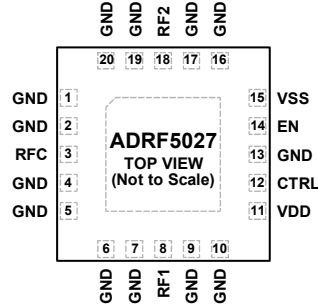 GND GND RF2 GND GND
20 19 18 17 16
GND 1
GND 2
RFC 3
GND 4
GND 5
ADRF5027
TOP VIEW
(Not to Scale)
15 VSS
14 EN
13 GND
12 CTRL
11 VDD
6 7 8 9 10
GND GND RF1 GND GND